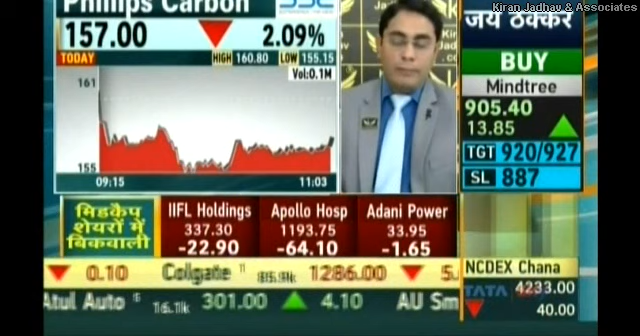 Kiran Jadhav & Associates
Phillips Carbon
157.00 2.09%
TODAY HIGH 160.80 LOW 155.15
Vol:0.1M
161
155
09:15 11:03
जय ठक्कर
BUY
Mindtree
905.40
13.85
TGT 920/927
SL 887
मिडकैप
शेयरों में
बिकवाली
IIFL Holdings
337.30
-22.90
Apollo Hosp
1193.75
-64.10
Adani Power
33.95
-1.65
0.10 Colgate 1286.00 5.
Atul Auto 16.1k 301.00 4.10 AU Sm
NCDEX Chana
4233.00
40.00
TATA